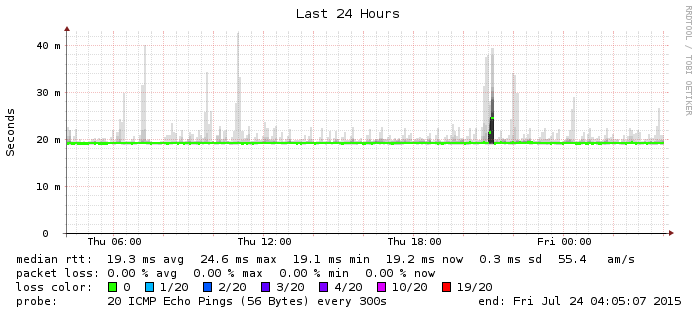 Last 24 Hours
RRDTOOL / TOBI OETIKER
Seconds
40 m
30 m
20 m
10 m
0
Thu 06:00 Thu 12:00 Thu 18:00 Fri 00:00
median rtt: 19.3 ms avg 24.6 ms max 19.1 ms min 19.2 ms now 0.3 ms sd 55.4 am/s
packet loss: 0.00 % avg 0.00 % max 0.00 % min 0.00 % now
loss color: 0 1/20 2/20 3/20 4/20 10/20 19/20
probe: 20 ICMP Echo Pings (56 Bytes) every 300s end: Fri Jul 24 04:05:07 2015